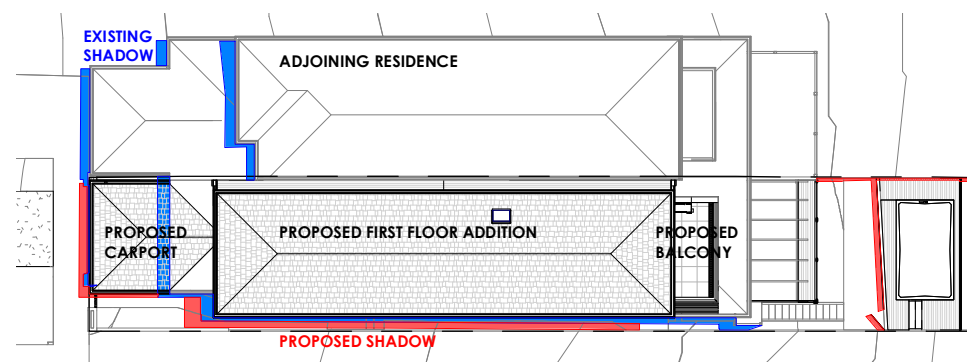 EXISTING
SHADOW
ADJOINING RESIDENCE
PROPOSED
CARPORT
PROPOSED FIRST FLOOR ADDITION
PROPOSED
BALCONY
PROPOSED SHADOW